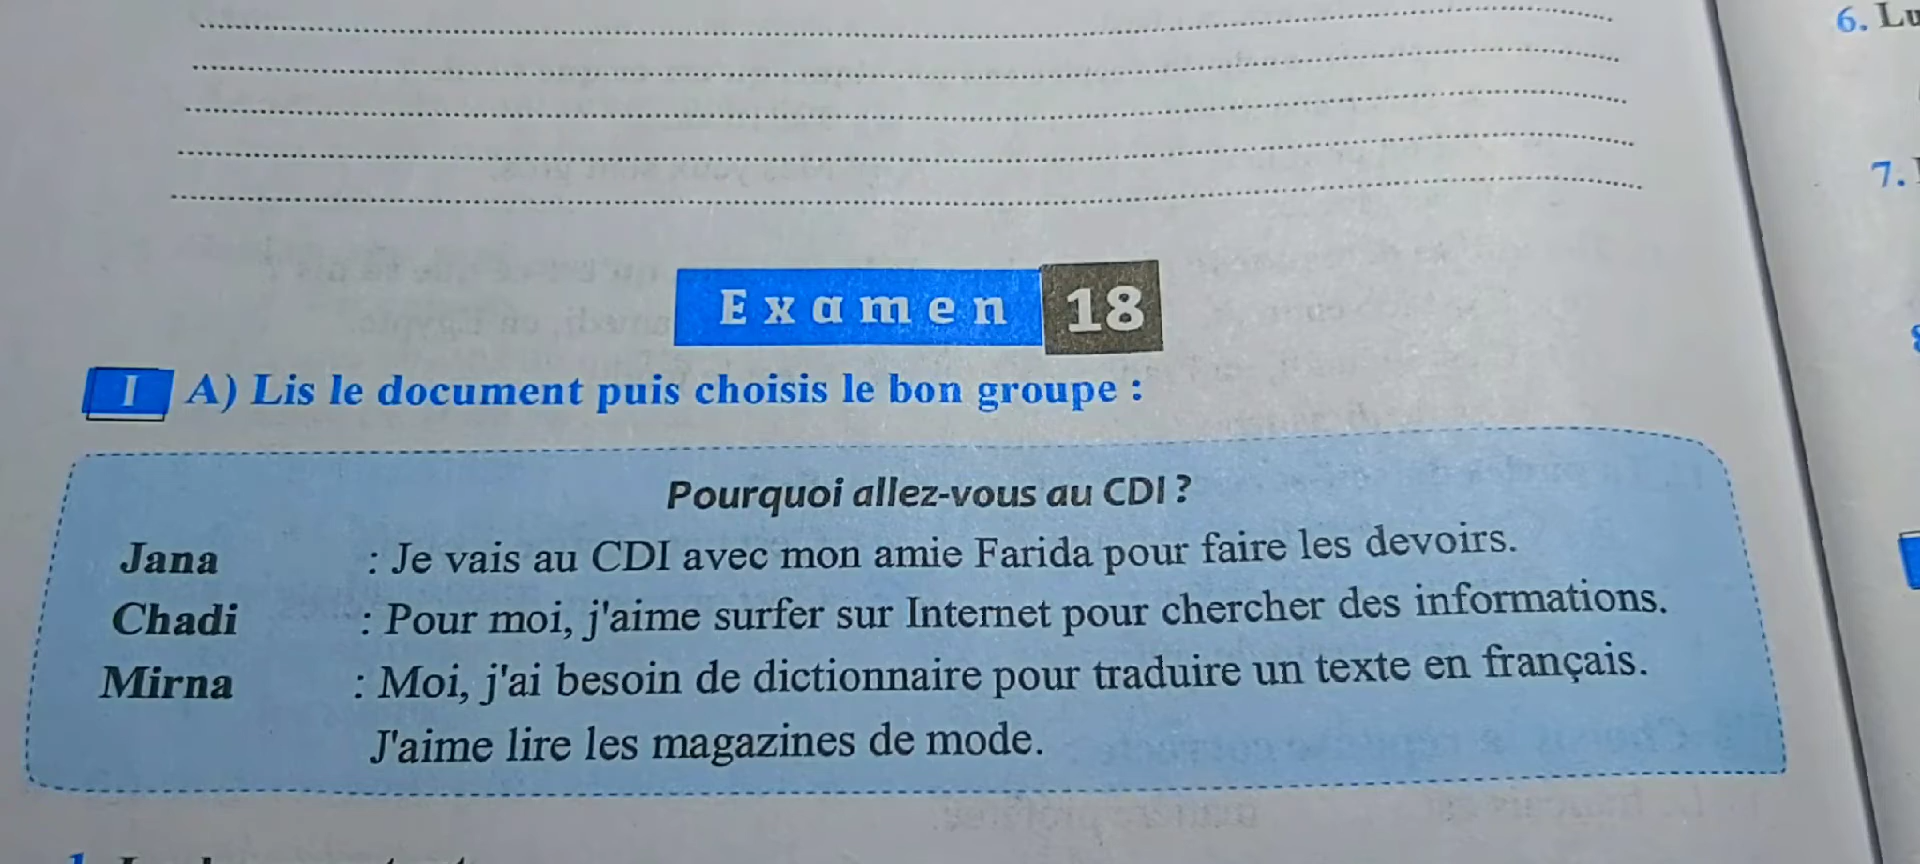 6. Lu
7.
Examen 18
I A) Lis le document puis choisis le bon groupe :
Pourquoi allez-vous au CDI ?
Jana : Je vais au CDI avec mon amie Farida pour faire les devoirs.
Chadi : Pour moi, j'aime surfer sur Internet pour chercher des informations.
Mirna : Moi, j'ai besoin de dictionnaire pour traduire un texte en français.
J'aime lire les magazines de mode.